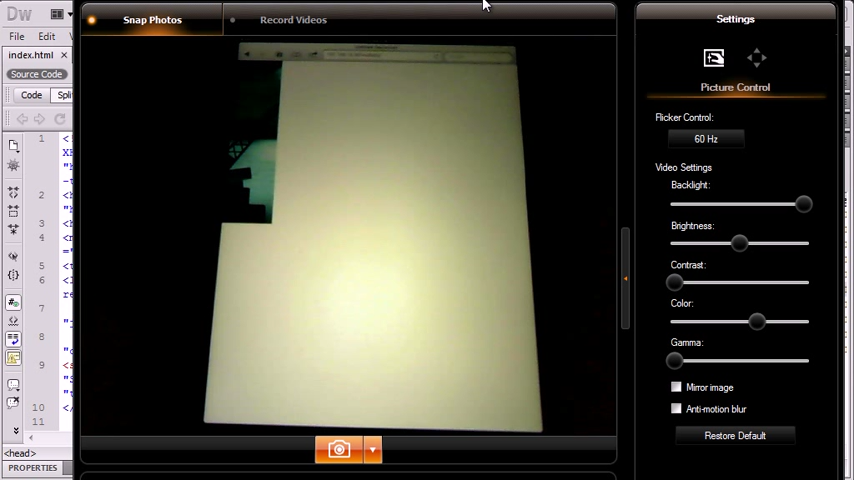 Dw
Snap Photos
Record Videos
Settings
File
Edit
index.html
Source Code
Code
Split
Picture Control
Flicker Control:
60 Hz
Video Settings
Backlight:
Brightness:
Contrast:
Color:
Gamma:
Mirror image
Anti-motion blur
Restore Default
1
2
3
4
5
6
7
8
9
10
11
<head>
PROPERTIES